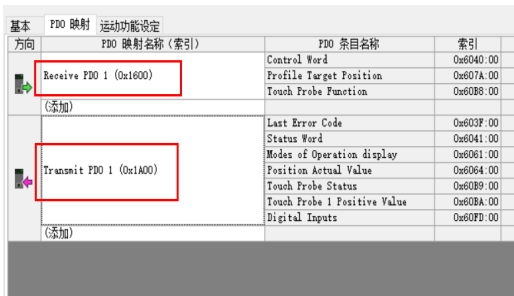 基本 PDO 映射 运动功能设定
方向 PDO 映射名称（索引） PDO 条目名称 索引
Receive PDO 1 (0x1600)
Control Word 0x6040:00
Profile Target Position 0x607A:00
Touch Probe Function 0x60B8:00
(添加)
Transmit PDO 1 (0x1A00)
Last Error Code 0x603F:00
Status Word 0x6041:00
Modes of Operation display 0x6061:00
Position Actual Value 0x6064:00
Touch Probe Status 0x60B9:00
Touch Probe 1 Positive Value 0x60BA:00
Digital Inputs 0x60FD:00
(添加)